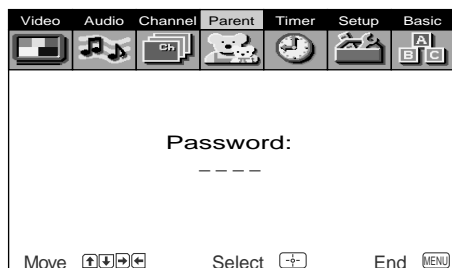 Video Audio Channel Parent Timer Setup Basic
Ch A B C
Password:
_ _ _ _
Move Select End MENU